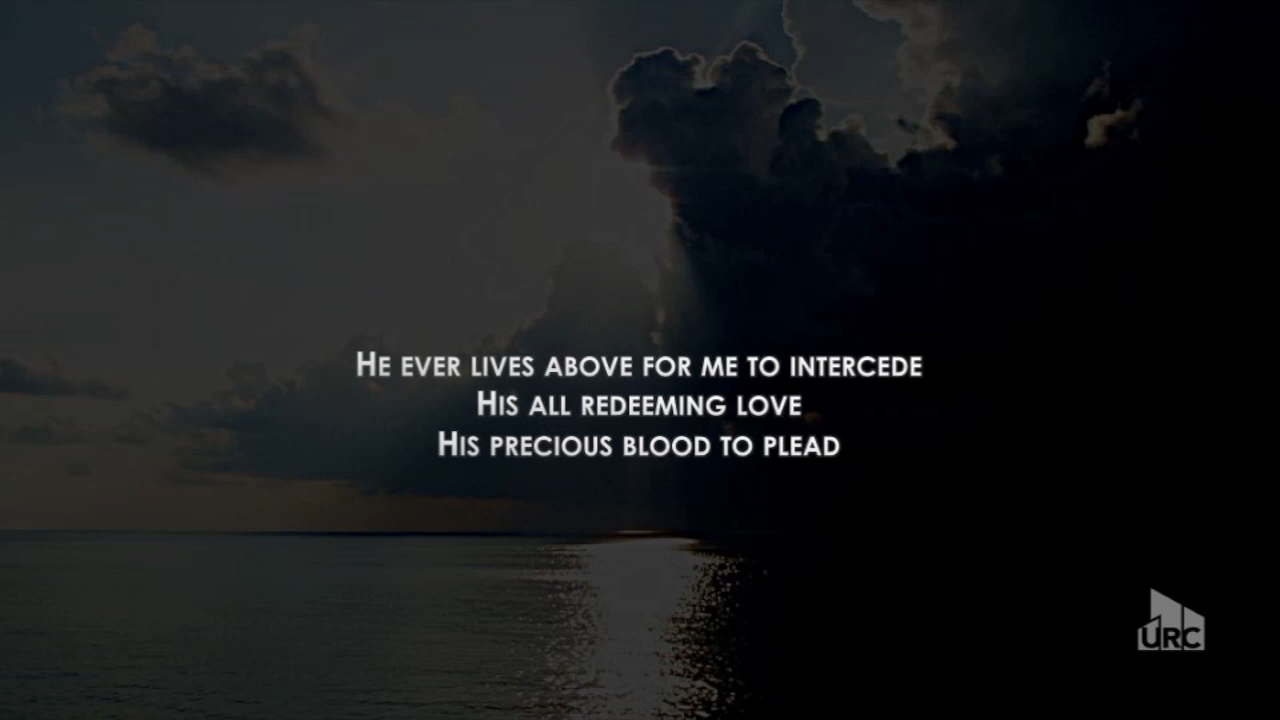 He ever lives above for me to intercede
His all redeeming love
His precious blood to plead
URC